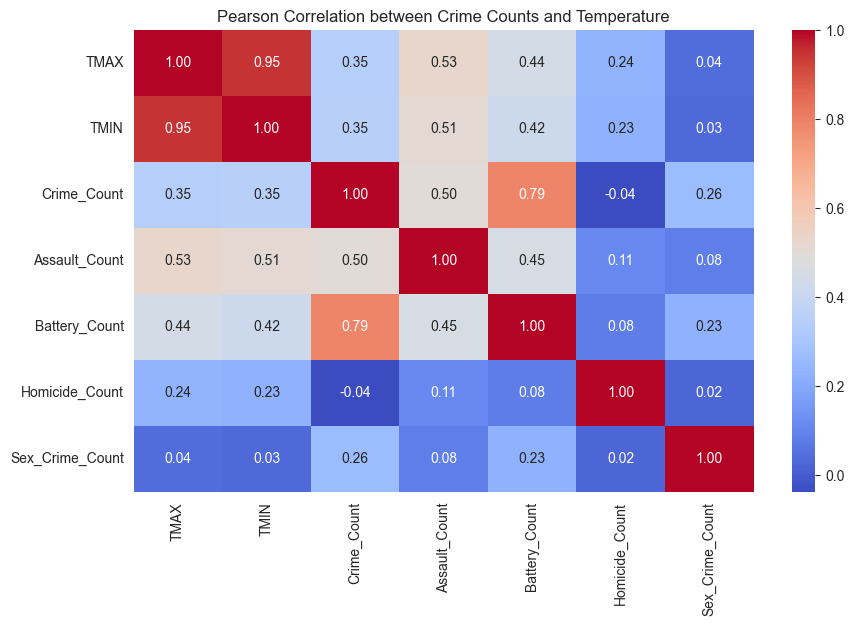 Pearson Correlation between Crime Counts and Temperature
TMAX 1.00 0.95 0.35 0.53 0.44 0.24 0.04
TMIN 0.95 1.00 0.35 0.51 0.42 0.23 0.03
Crime_Count 0.35 0.35 1.00 0.50 0.79 -0.04 0.26
Assault_Count 0.53 0.51 0.50 1.00 0.45 0.11 0.08
Battery_Count 0.44 0.42 0.79 0.45 1.00 0.08 0.23
Homicide_Count 0.24 0.23 -0.04 0.11 0.08 1.00 0.02
Sex_Crime_Count 0.04 0.03 0.26 0.08 0.23 0.02 1.00
TMAX
TMIN
Crime_Count
Assault_Count
Battery_Count
Homicide_Count
Sex_Crime_Count
1.0
0.8
0.6
0.4
0.2
0.0